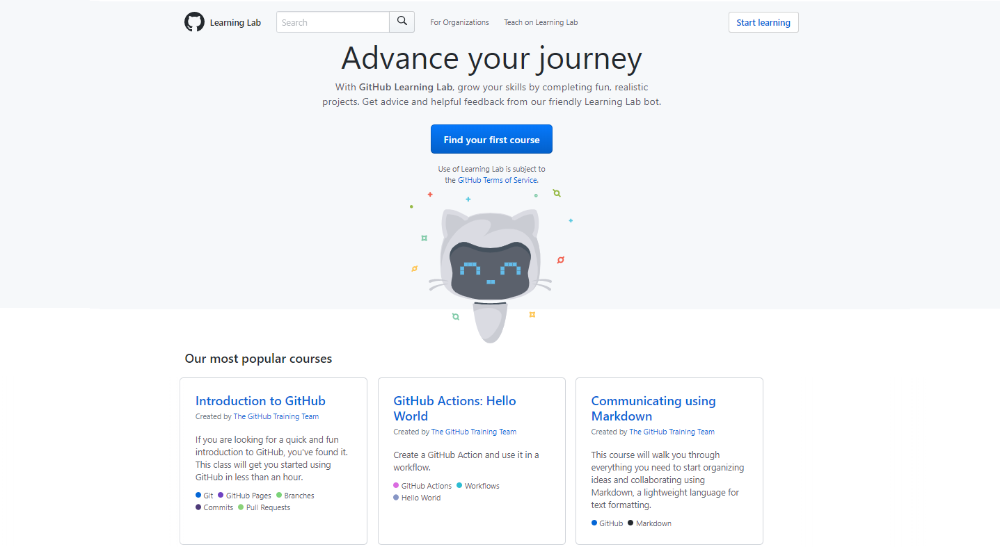 Learning Lab
Search
For Organizations
Teach on Learning Lab
Start learning
Advance your journey
With GitHub Learning Lab, grow your skills by completing fun, realistic
projects. Get advice and helpful feedback from our friendly Learning Lab bot.
Find your first course
Use of Learning Lab is subject to
the GitHub Terms of Service.
Our most popular courses
Introduction to GitHub
Created by The GitHub Training Team
If you are looking for a quick and fun
introduction to GitHub, you've found it.
This class will get you started using
GitHub in less than an hour.
Git GitHub Pages Branches
Commits Pull Requests
GitHub Actions: Hello
World
Created by The GitHub Training Team
Create a GitHub Action and use it in a
workflow.
GitHub Actions Workflows
Hello World
Communicating using
Markdown
Created by The GitHub Training Team
This course will walk you through
everything you need to start organizing
ideas and collaborating using
Markdown, a lightweight language for
text formatting.
GitHub Markdown